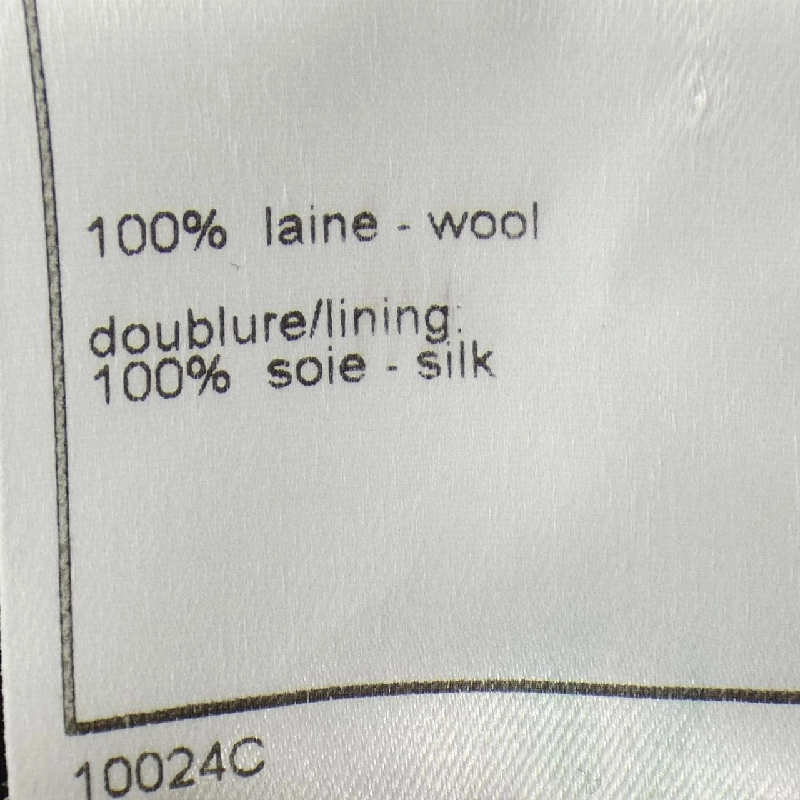 100% laine - wool
doublure/lining:
100% soie - silk
10024C